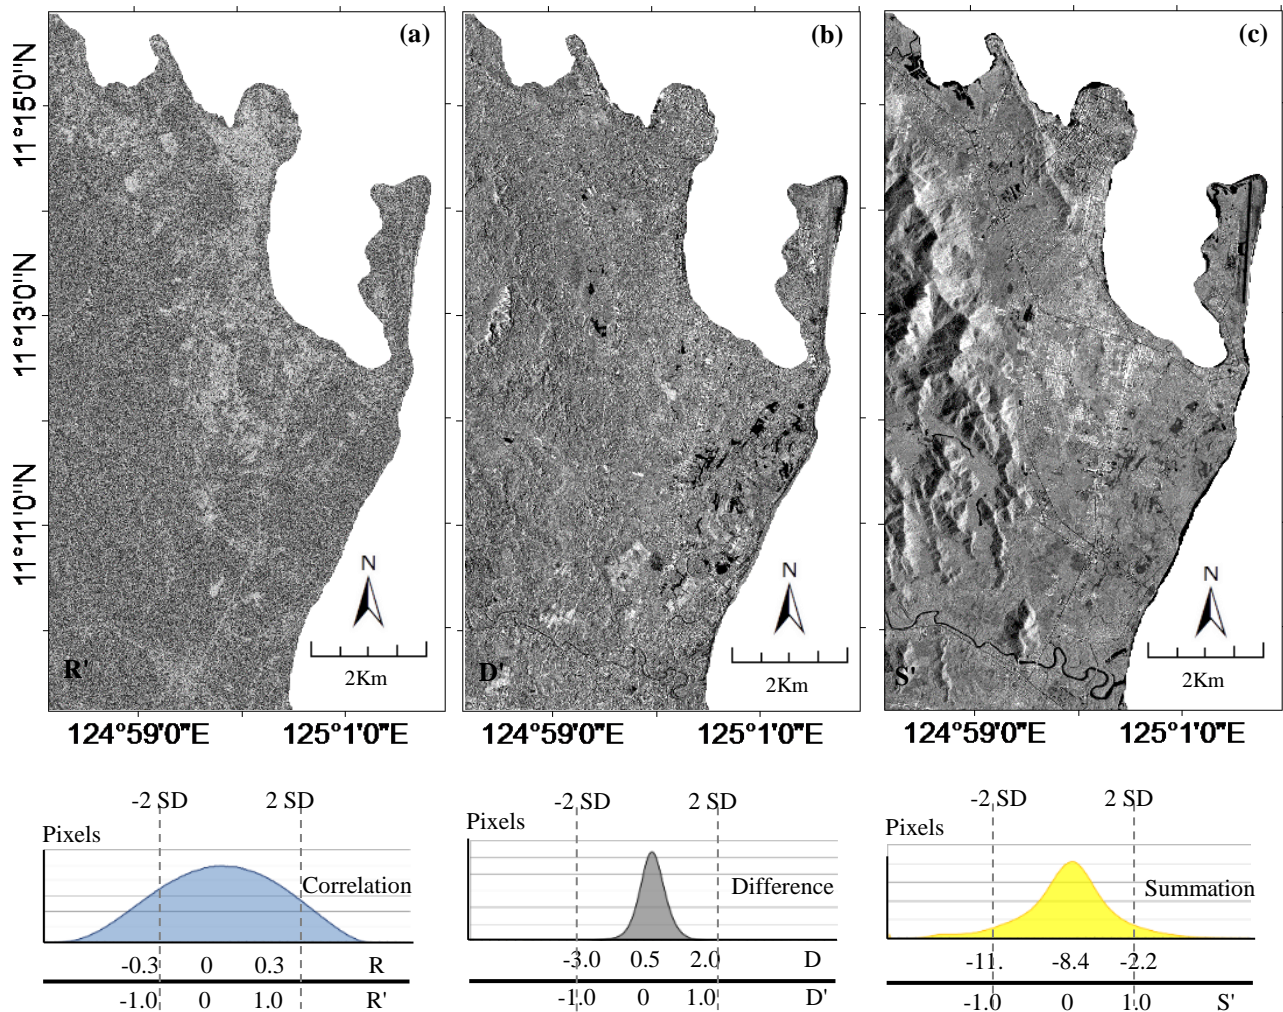 (a)
(b)
(c)
11°15'0"N
11°13'0"N
11°11'0"N
N
N
N
2Km
2Km
2Km
R'
D'
S'
124°59'0"E
125°1'0"E
124°59'0"E
125°1'0"E
124°59'0"E
125°1'0"E
-2 SD
2 SD
Pixels
Correlation
-0.3 0 0.3 R
-1.0 0 1.0 R'
-2 SD
2 SD
Pixels
Difference
-3.0 0.5 2.0 D
-1.0 0 1.0 D'
-2 SD
2 SD
Pixels
Summation
-11. -8.4 -2.2
-1.0 0 1.0 S'